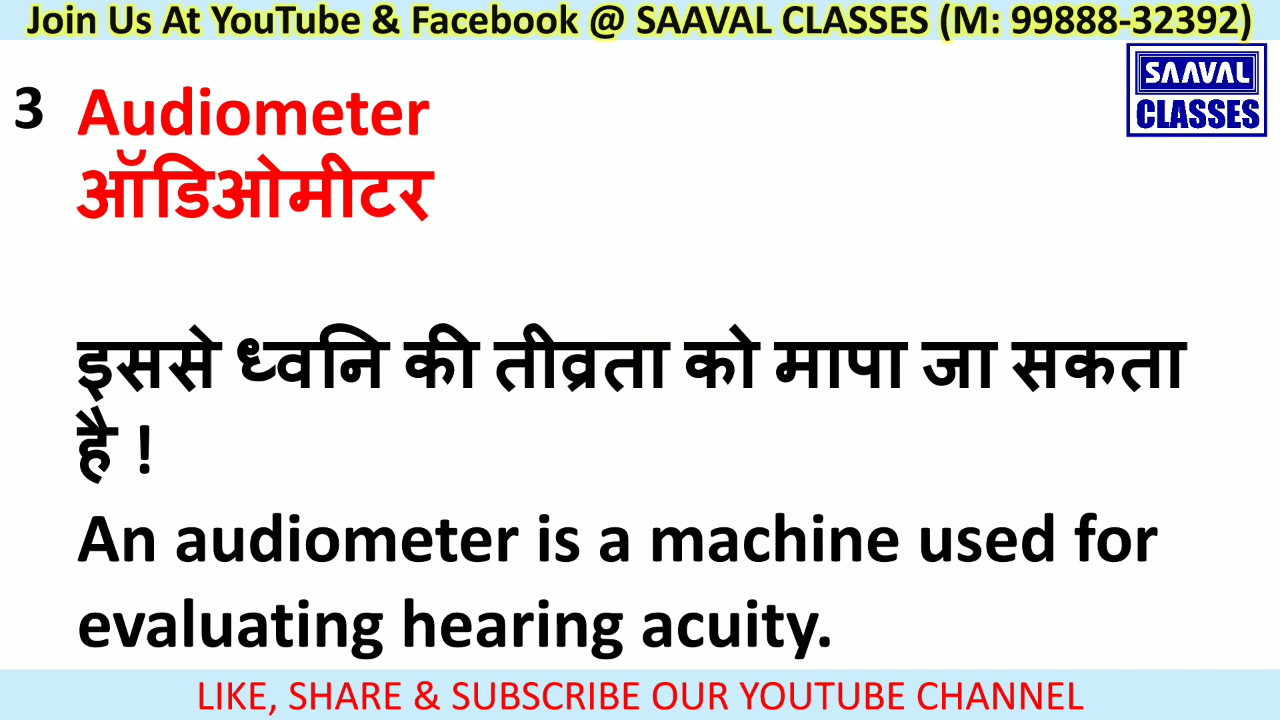 Join Us At YouTube & Facebook @ SAAVAL CLASSES (M: 99888-32392)
SAAVAL
CLASSES
3 Audiometer
ऑडिओमीटर
इससे ध्वनि की तीव्रता को मापा जा सकता
है !
An audiometer is a machine used for
evaluating hearing acuity.
LIKE, SHARE & SUBSCRIBE OUR YOUTUBE CHANNEL